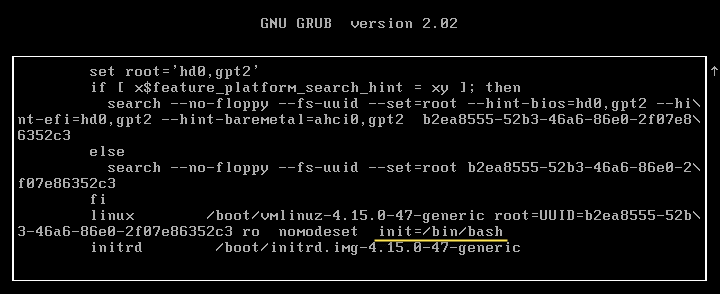 GNU GRUB  version 2.02
set root='hd0,gpt2'
if [ x$feature_platform_search_hint = xy ]; then
search --no-floppy --fs-uuid --set=root --hint-bios=hd0,gpt2 --hi\
nt-efi=hd0,gpt2 --hint-baremetal=ahci0,gpt2  b2ea8555-52b3-46a6-86e0-2f07e8\
6352c3
else
search --no-floppy --fs-uuid --set=root b2ea8555-52b3-46a6-86e0-2\
f07e86352c3
fi
linux        /boot/vmlinuz-4.15.0-47-generic root=UUID=b2ea8555-52b\
3-46a6-86e0-2f07e86352c3 ro  nomodeset  init=/bin/bash
initrd        /boot/initrd.img-4.15.0-47-generic